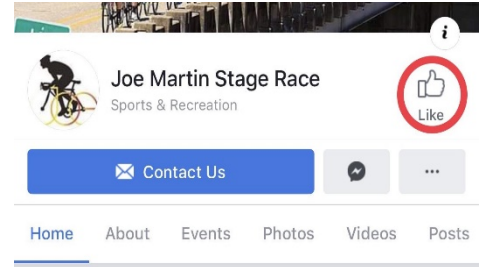 i
Joe Martin Stage Race
Sports & Recreation
Like
Contact Us
...
Home About Events Photos Videos Posts